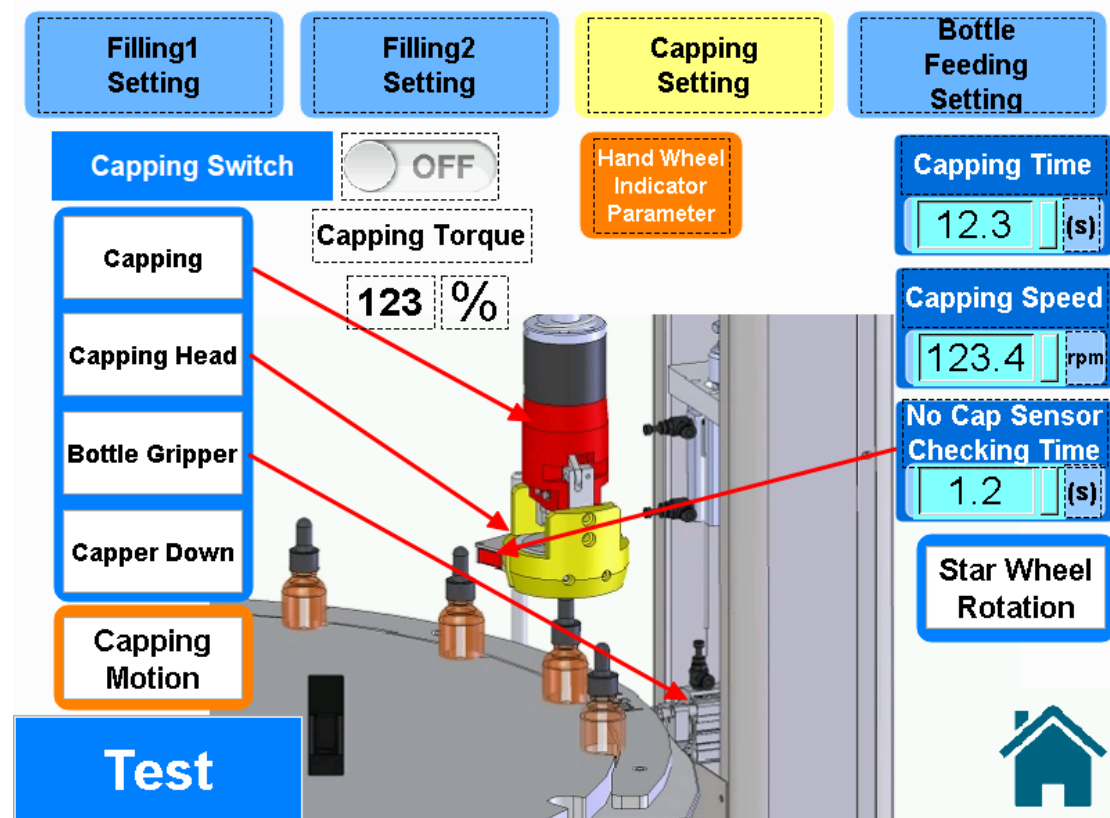 Filling1
Setting
Filling2
Setting
Capping
Setting
Bottle
Feeding
Setting
Capping Switch
OFF
Hand Wheel
Indicator
Parameter
Capping Time
12.3
(s)
Capping Torque
123
%
Capping
Capping Head
Bottle Gripper
Capper Down
Capping Speed
123.4
rpm
No Cap Sensor
Checking Time
1.2
(s)
Star Wheel
Rotation
Capping
Motion
Test